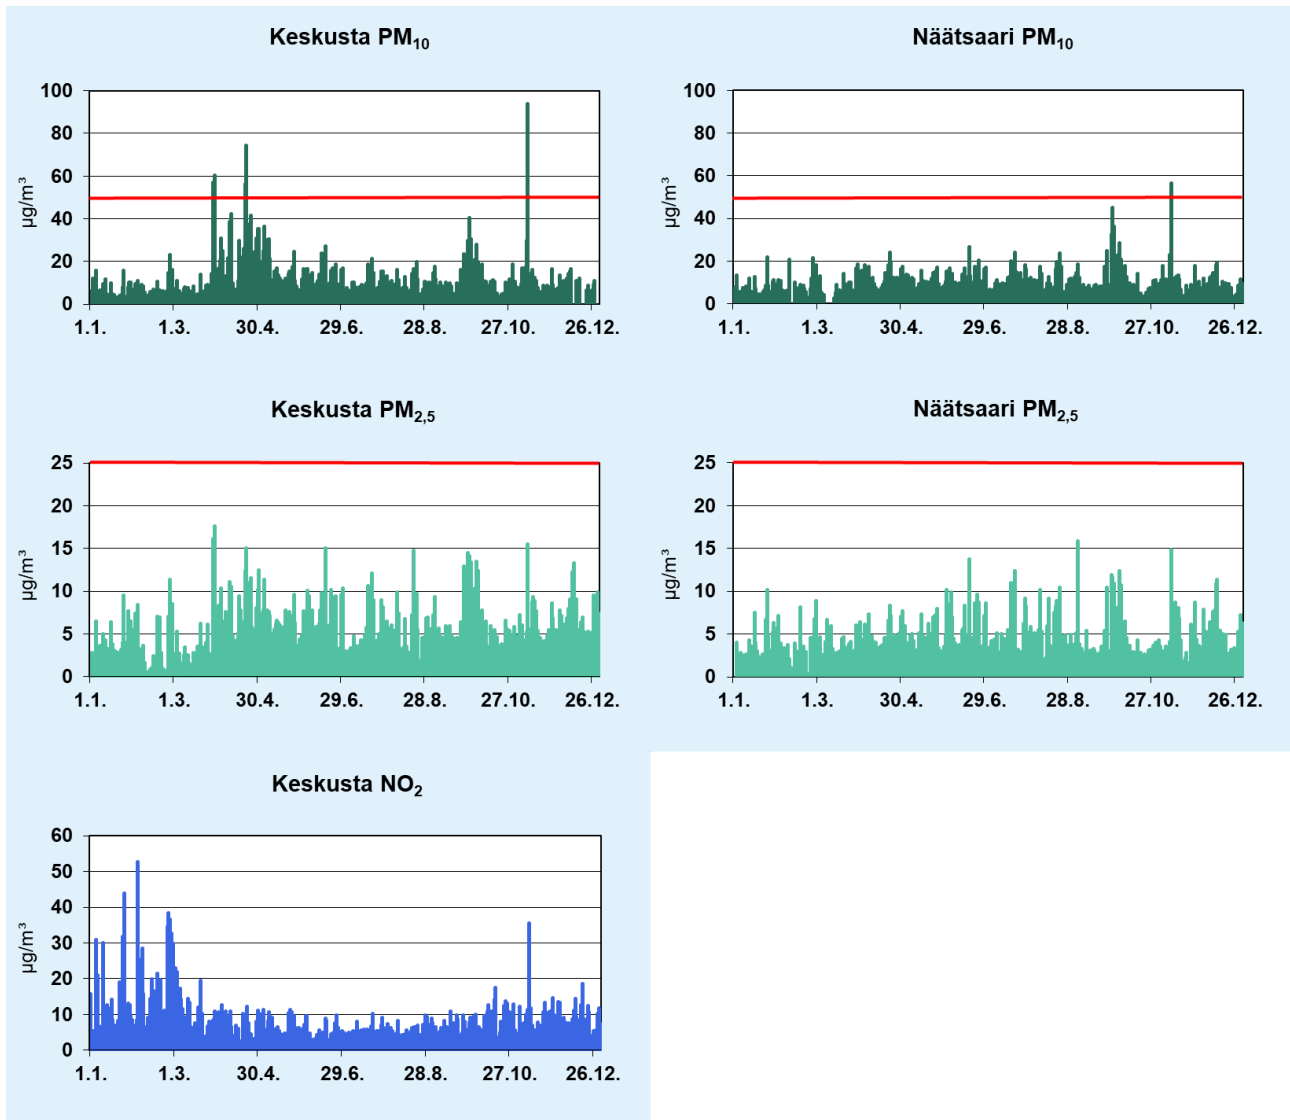 Keskusta PM₁₀
µg/m³
100
80
60
40
20
0
1.1. 1.3. 30.4. 29.6. 28.8. 27.10. 26.12.
Näätsaari PM₁₀
µg/m³
100
80
60
40
20
0
1.1. 1.3. 30.4. 29.6. 28.8. 27.10. 26.12.
Keskusta PM₂,₅
µg/m³
25
20
15
10
5
0
1.1. 1.3. 30.4. 29.6. 28.8. 27.10. 26.12.
Näätsaari PM₂,₅
µg/m³
25
20
15
10
5
0
1.1. 1.3. 30.4. 29.6. 28.8. 27.10. 26.12.
Keskusta NO₂
µg/m³
60
50
40
30
20
10
0
1.1. 1.3. 30.4. 29.6. 28.8. 27.10. 26.12.